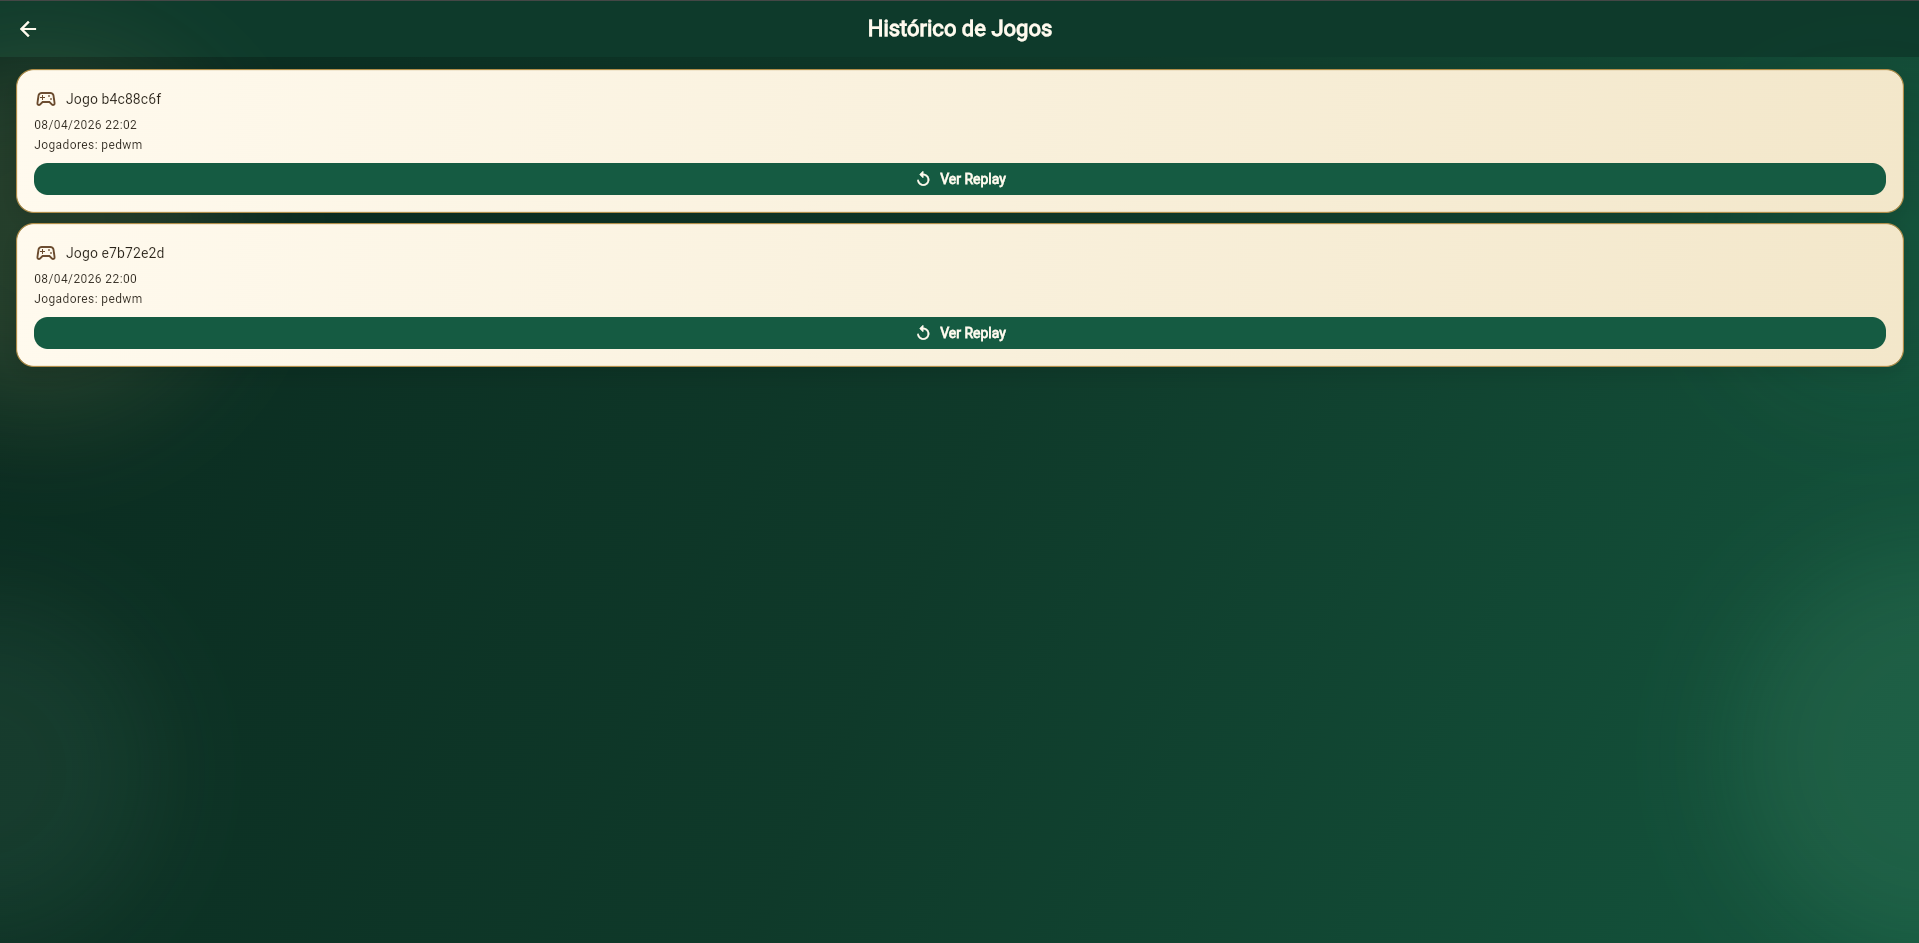 Histórico de Jogos
Jogo b4c88c6f
08/04/2026 22:02
Jogadores: pedwm
Ver Replay
Jogo e7b72e2d
08/04/2026 22:00
Jogadores: pedwm
Ver Replay